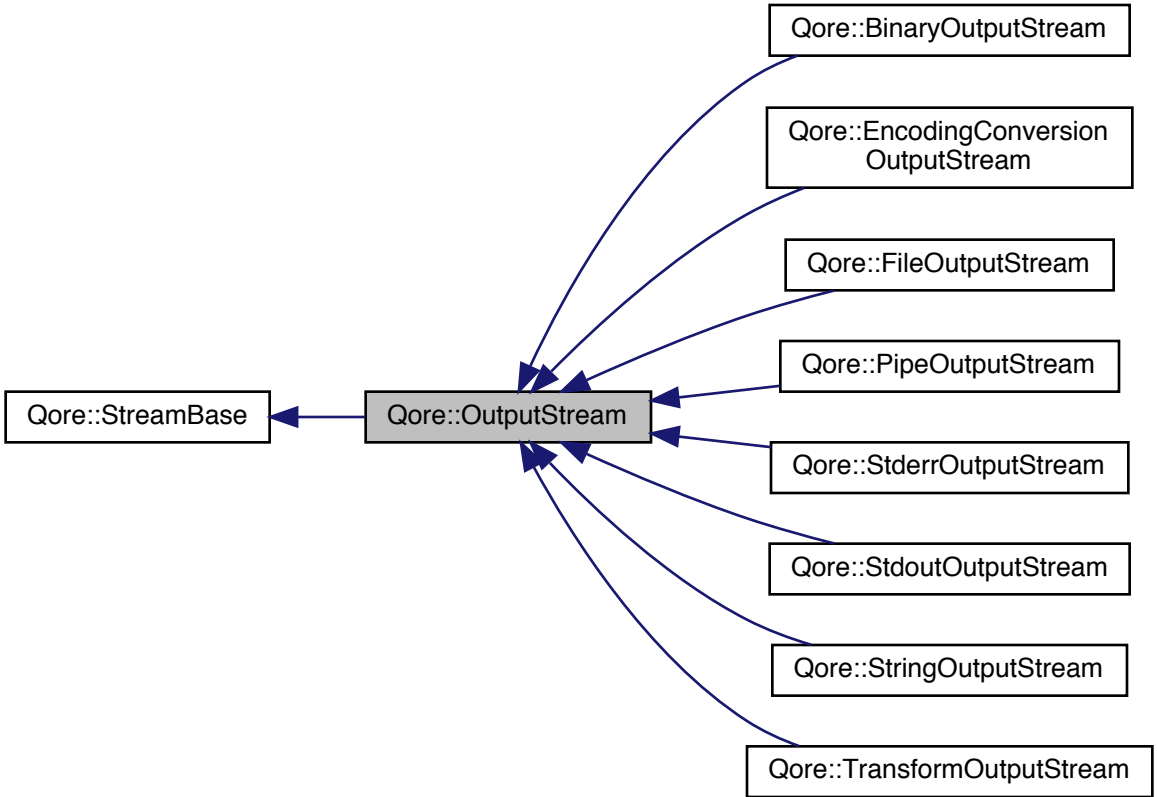 Qore::StreamBase
Qore::OutputStream
Qore::BinaryOutputStream
Qore::EncodingConversion
OutputStream
Qore::FileOutputStream
Qore::PipeOutputStream
Qore::StderrOutputStream
Qore::StdoutOutputStream
Qore::StringOutputStream
Qore::TransformOutputStream